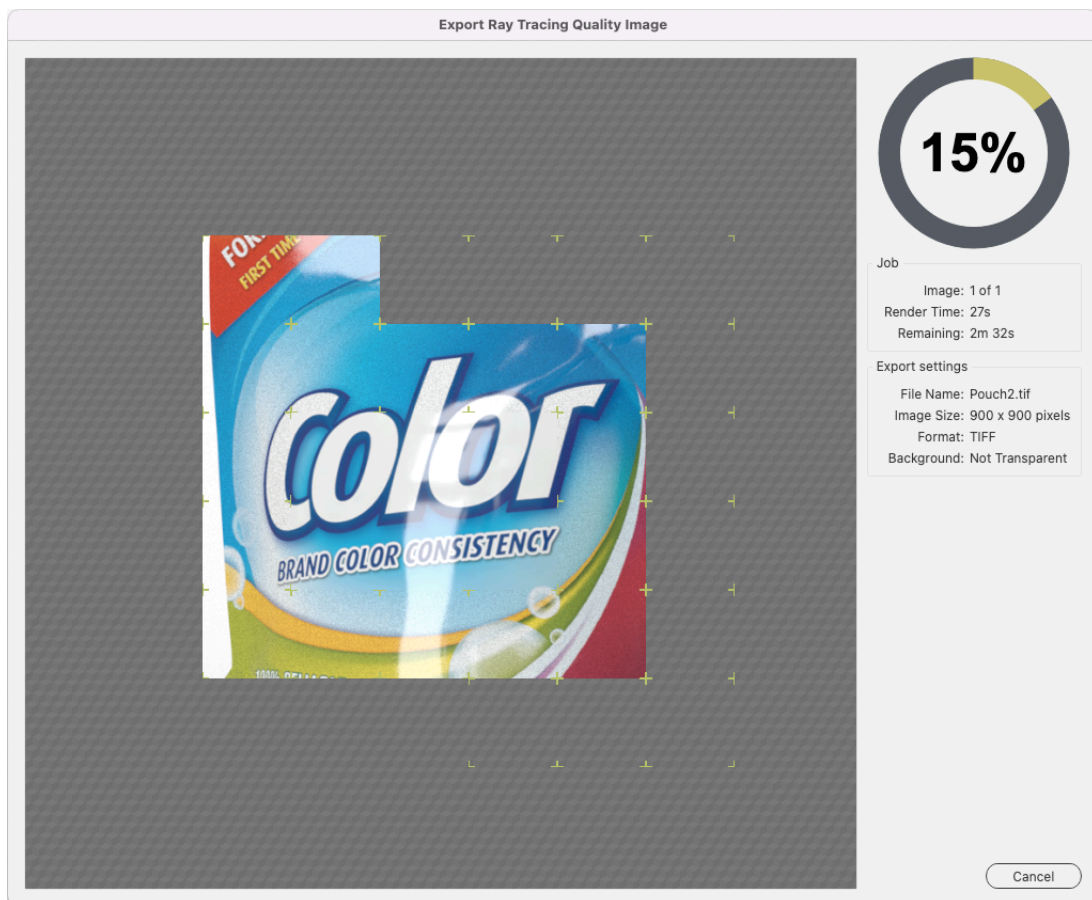 Export Ray Tracing Quality Image
15%
FIRST TIME
Color
BRAND COLOR CONSISTENCY
100%
Job
Image: 1 of 1
Render Time: 27s
Remaining: 2m 32s
Export settings
File Name: Pouch2.tif
Image Size: 900 x 900 pixels
Format: TIFF
Background: Not Transparent
Cancel